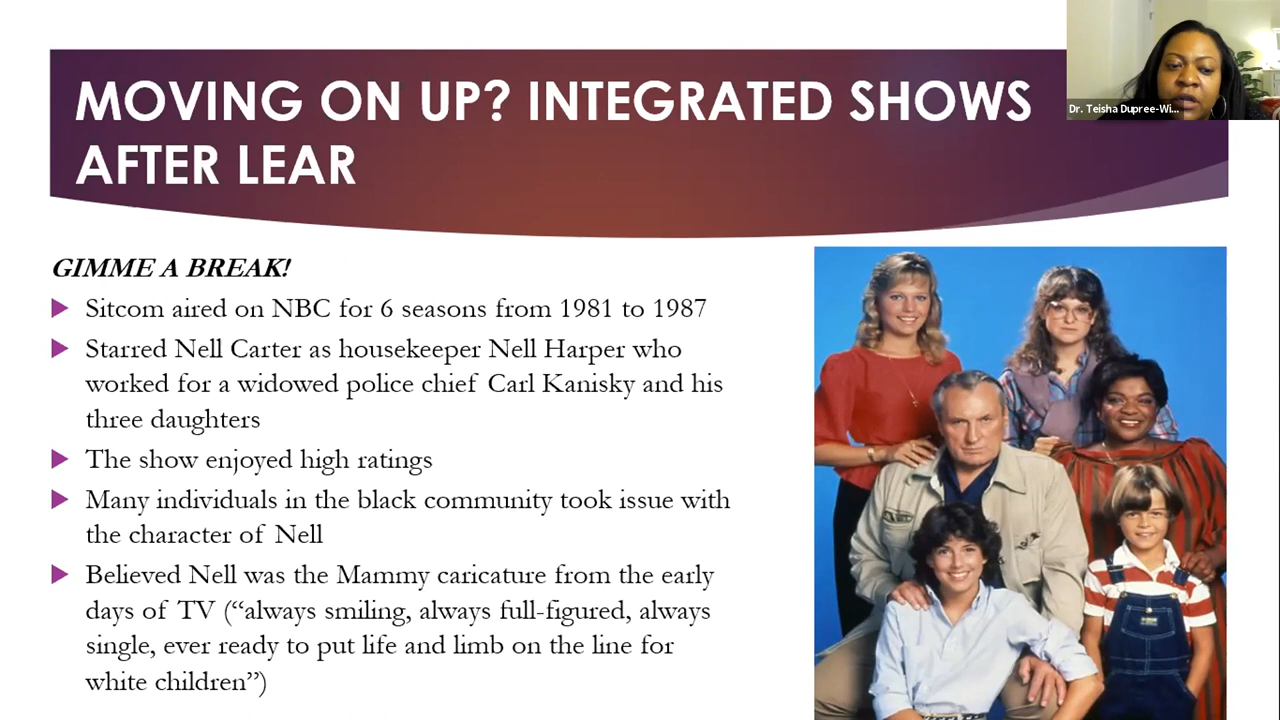 MOVING ON UP? INTEGRATED SHOWS
AFTER LEAR
Dr. Teisha Dupree-Wi...
GIMME A BREAK!
Sitcom aired on NBC for 6 seasons from 1981 to 1987
Starred Nell Carter as housekeeper Nell Harper who
worked for a widowed police chief Carl Kanisky and his
three daughters
The show enjoyed high ratings
Many individuals in the black community took issue with
the character of Nell
Believed Nell was the Mammy caricature from the early
days of TV (“always smiling, always full-figured, always
single, ever ready to put life and limb on the line for
white children”)